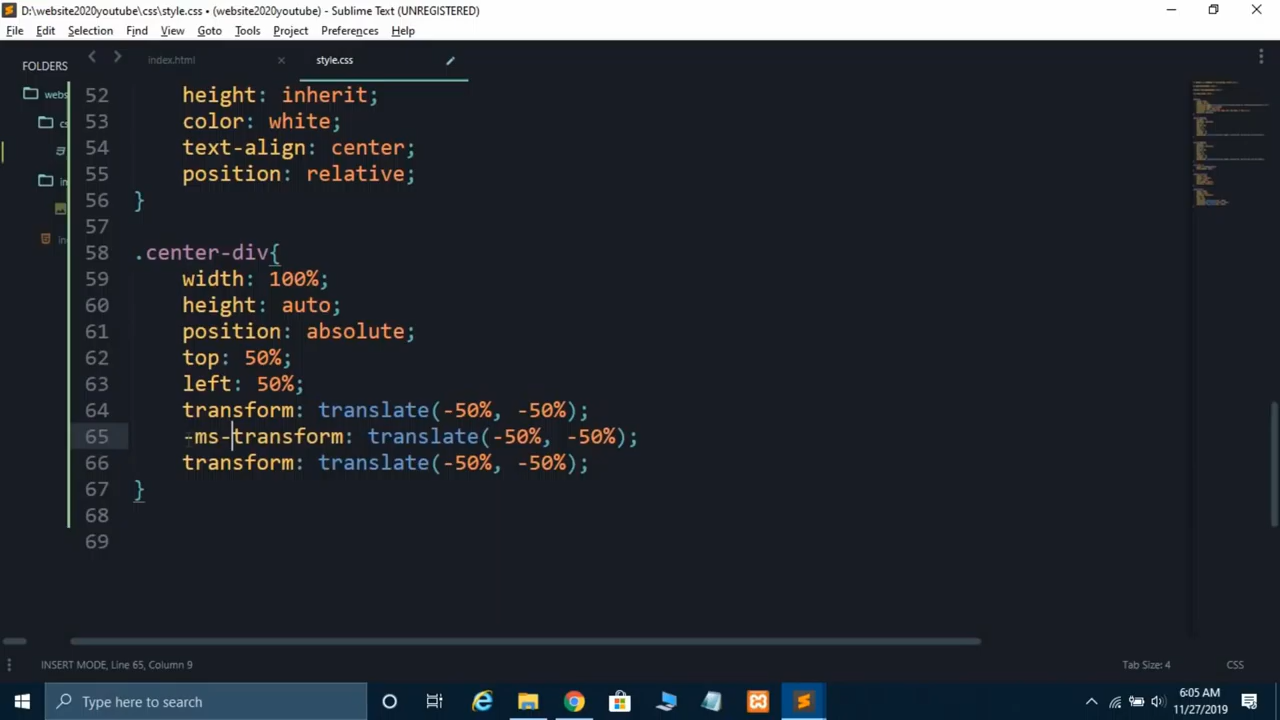 D:\website2020youtube\css\style.css • (website2020youtube) - Sublime Text (UNREGISTERED)
File Edit Selection Find View Goto Tools Project Preferences Help
FOLDERS
index.html
style.css
webs
52 height: inherit;
53 color: white;
54 text-align: center;
55 position: relative;
56 }
57
58 .center-div{
59 width: 100%;
60 height: auto;
61 position: absolute;
62 top: 50%;
63 left: 50%;
64 transform: translate(-50%, -50%);
65 -ms-transform: translate(-50%, -50%);
66 transform: translate(-50%, -50%);
67 }
68
69
INSERT MODE, Line 65, Column 9
Tab Size: 4
CSS
Type here to search
6:05 AM
11/27/2019